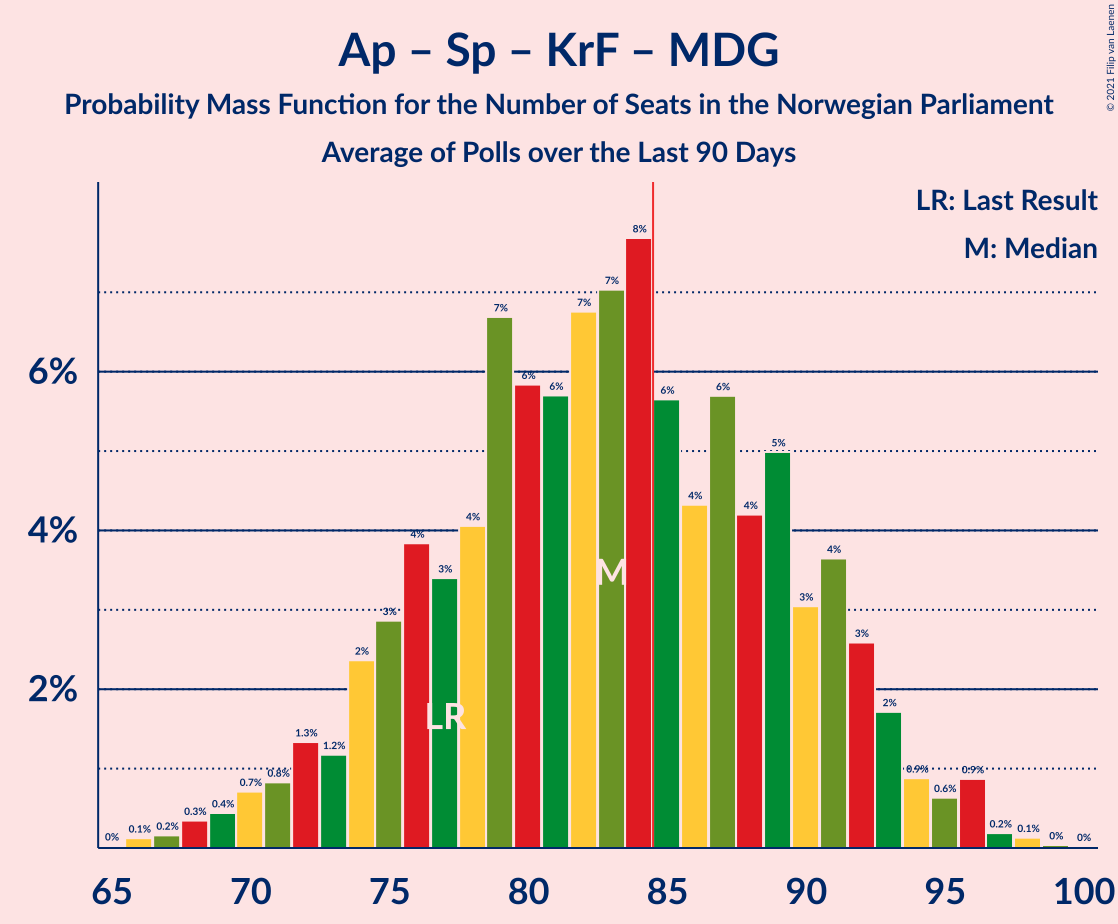 Ap – Sp – KrF – MDG
Probability Mass Function for the Number of Seats in the Norwegian Parliament
Average of Polls over the Last 90 Days
© 2021 Filip van Laenen
LR: Last Result
M: Median
6%
4%
2%
0% 0.1% 0.2% 0.3% 0.4% 0.7% 0.8% 1.3% 1.2% 2% 3% 4% 3% 4% 7% 6% 6% 7% 7% 8% 6% 4% 6% 4% 5% 3% 4% 3% 2% 0.9% 0.6% 0.9% 0.2% 0.1% 0% 0%
LR
M
65 70 75 80 85 90 95 100